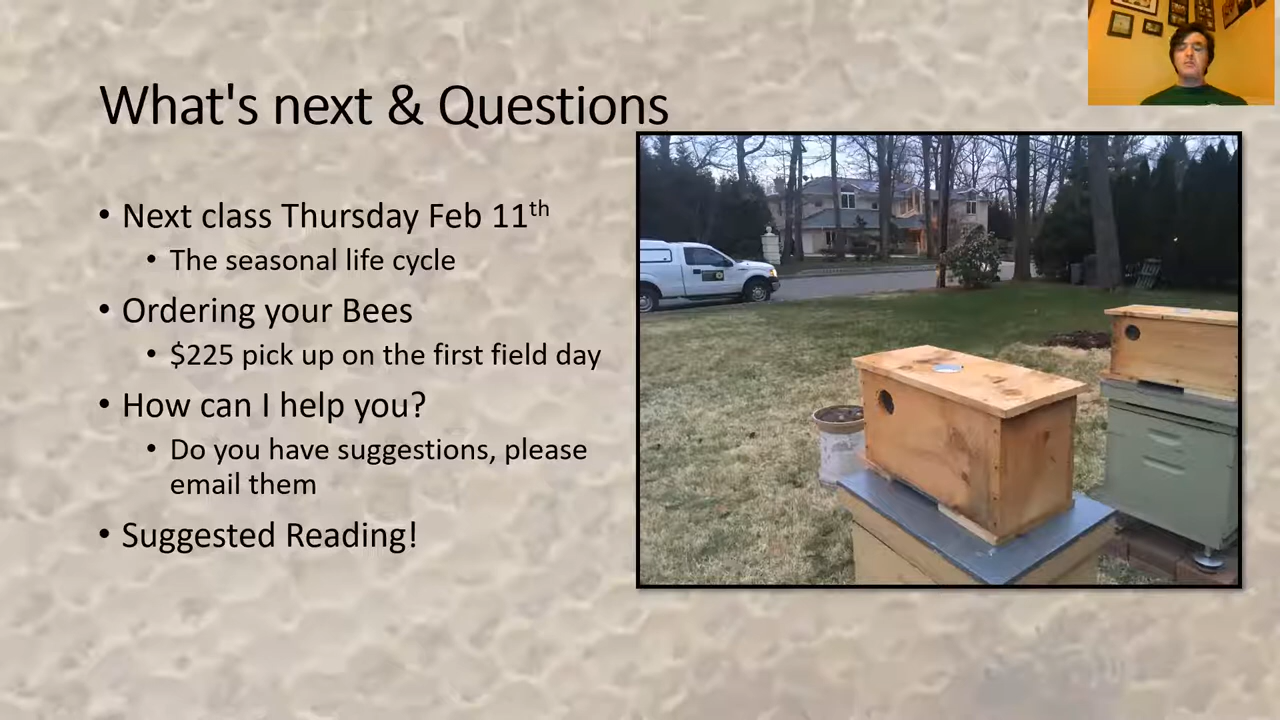 What's next & Questions
• Next class Thursday Feb 11th
• The seasonal life cycle
• Ordering your Bees
• $225 pick up on the first field day
• How can I help you?
• Do you have suggestions, please
email them
• Suggested Reading!